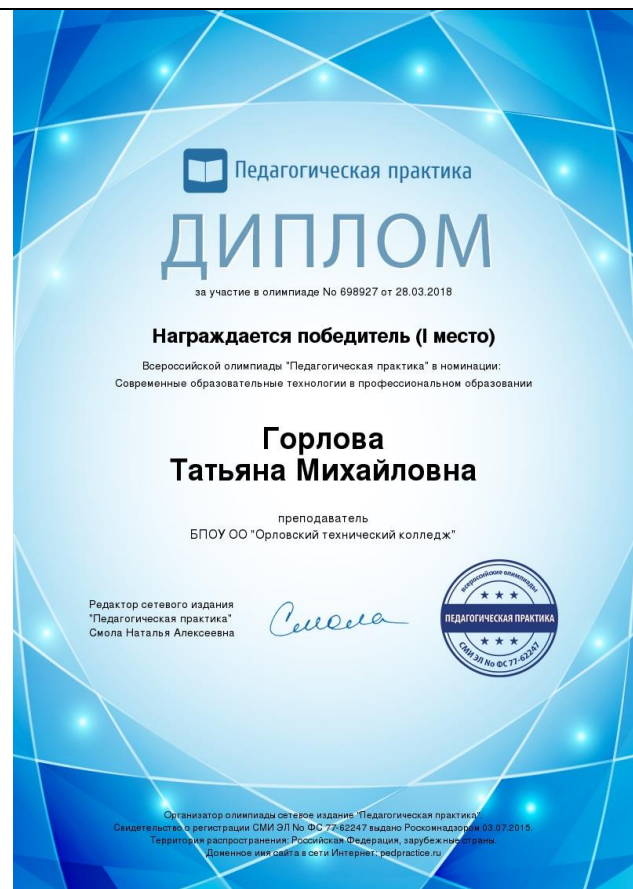 Педагогическая практика
ДИПЛОМ
за участие в олимпиаде No 698927 от 28.03.2018
Награждается победитель (I место)
Всероссийской олимпиады "Педагогическая практика" в номинации:
Современные образовательные технологии в профессиональном образовании
Горлова
Татьяна Михайловна
преподаватель
БПОУ ОО "Орловский технический колледж"
Редактор сетевого издания
"Педагогическая практика"
Смола Наталья Алексеевна
Смола
всероссийские олимпиады
ПЕДАГОГИЧЕСКАЯ ПРАКТИКА
СМИ ЭЛ No ФС 77-62247
Организатор олимпиады сетевое издание "Педагогическая практика".
Свидетельство о регистрации СМИ ЭЛ No ФС 77-62247 выдано Роскомнадзором 03.07.2015.
Территория распространения: Российская Федерация, зарубежные страны.
Доменное имя сайта в сети Интернет: pedpractice.ru